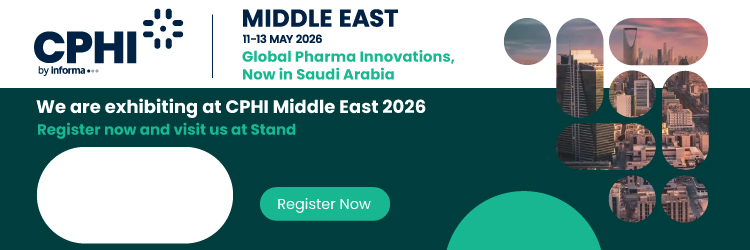 CPHI
by informa
MIDDLE EAST
11-13 MAY 2026
Global Pharma Innovations,
Now in Saudi Arabia
We are exhibiting at CPHI Middle East 2026
Register now and visit us at Stand
Register Now